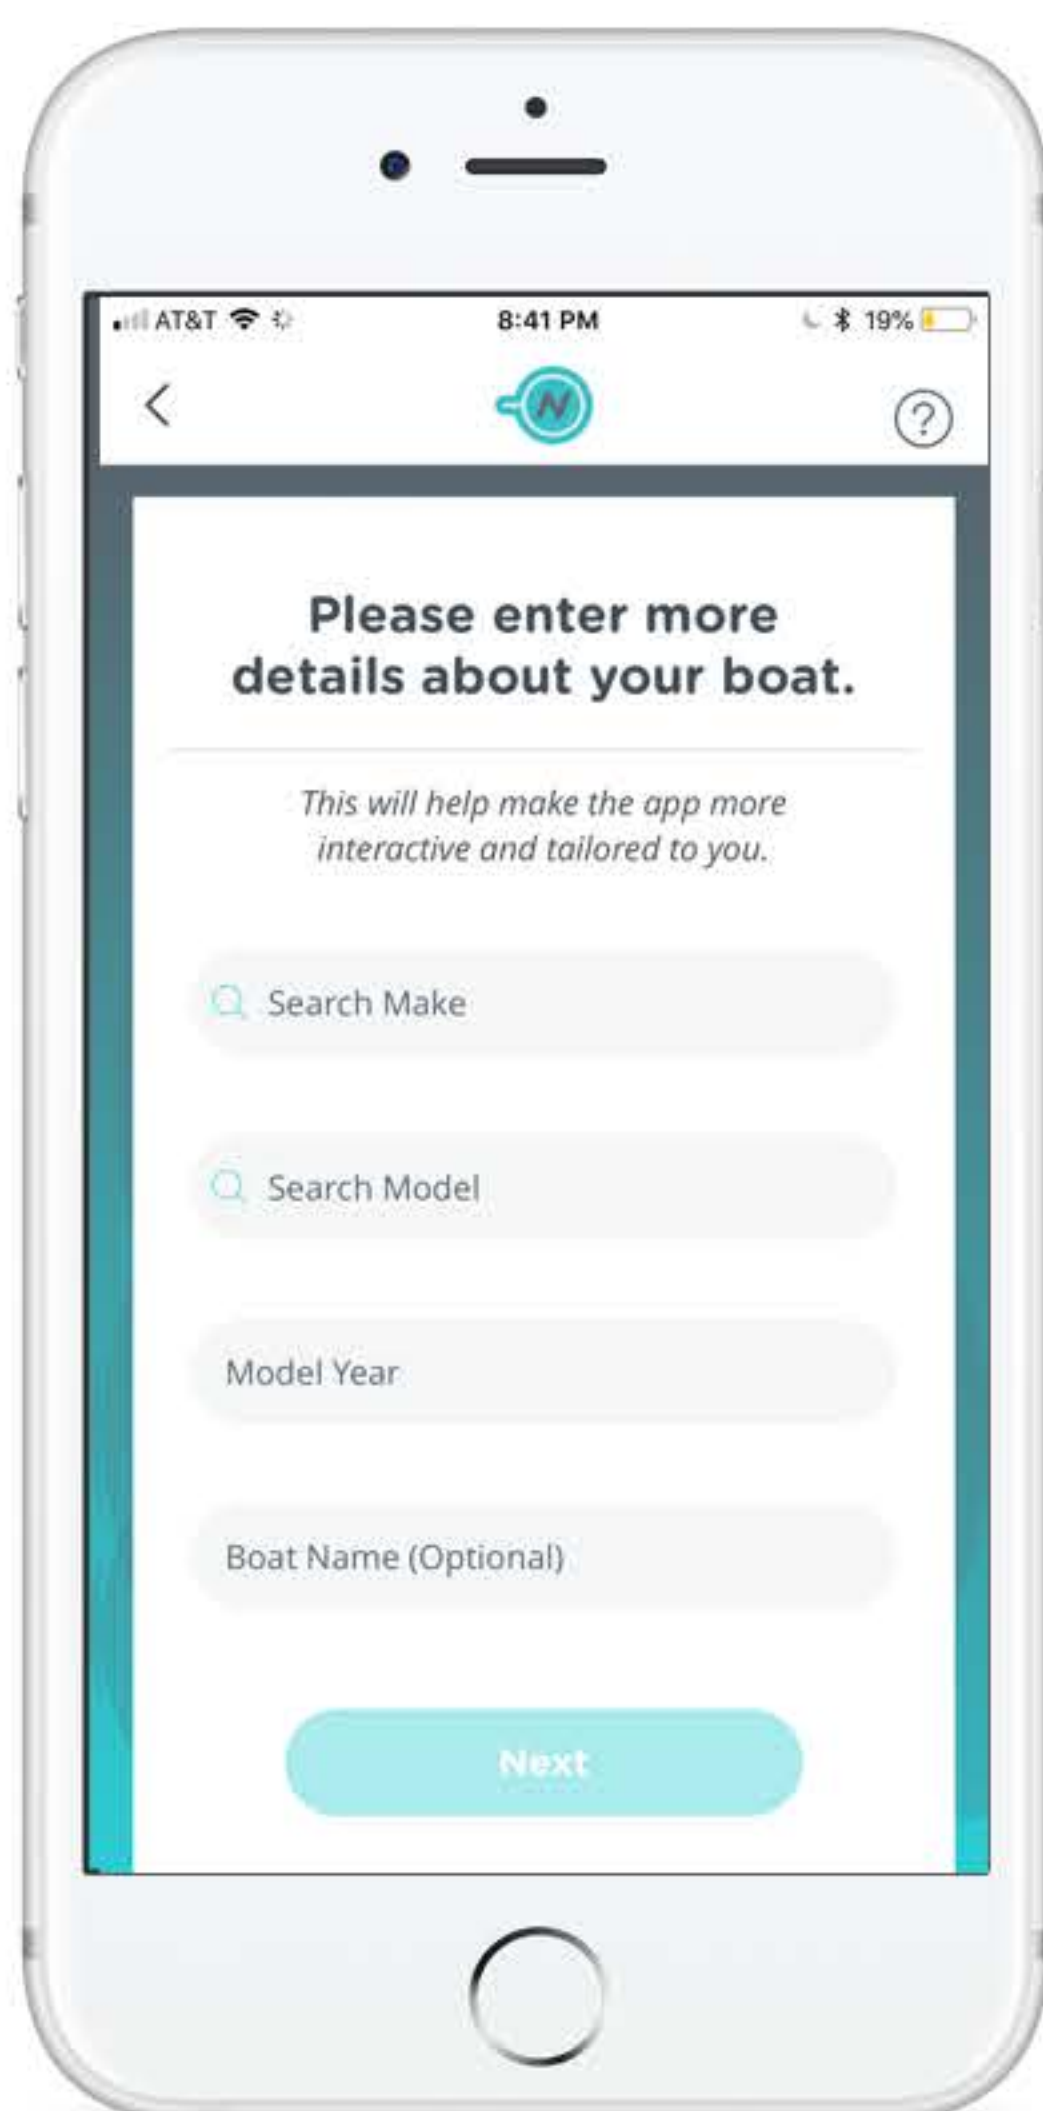 AT&T 8:41 PM 19%
N
?
Please enter more
details about your boat.
This will help make the app more
interactive and tailored to you.
Search Make
Search Model
Model Year
Boat Name (Optional)
Next